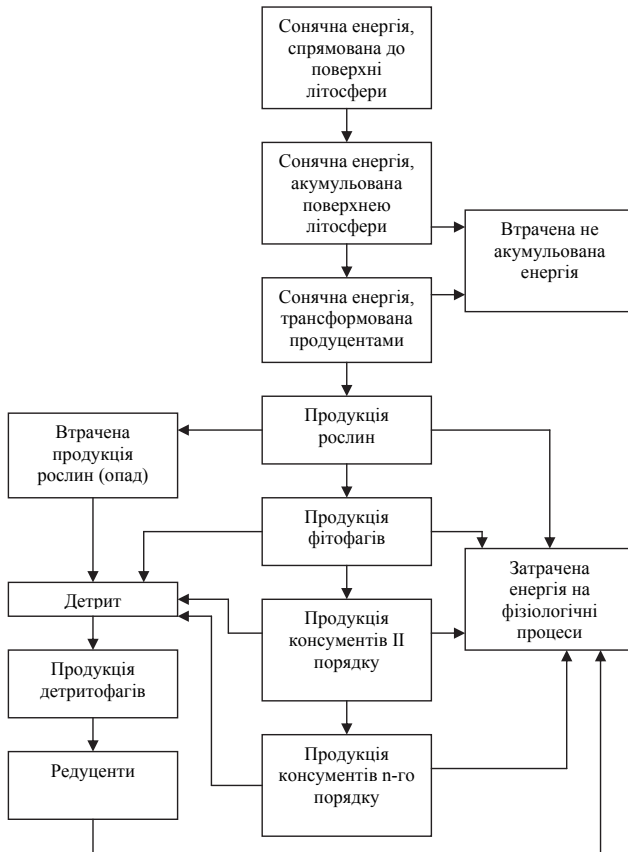 Сонячна енергія,
спрямована до
поверхні
літосфери
Сонячна енергія,
акумульована
поверхнею
літосфери
Втрачена не
акумульована
енергія
Сонячна енергія,
трансформована
продуцентами
Продукція
рослин
Втрачена
продукція
рослин (опад)
Продукція
фітофагів
Затрачена
енергія на
фізіологічні
процеси
Детрит
Продукція
консументів ІІ
порядку
Продукція
детритофагів
Продукція
консументів n-го
порядку
Редуценти